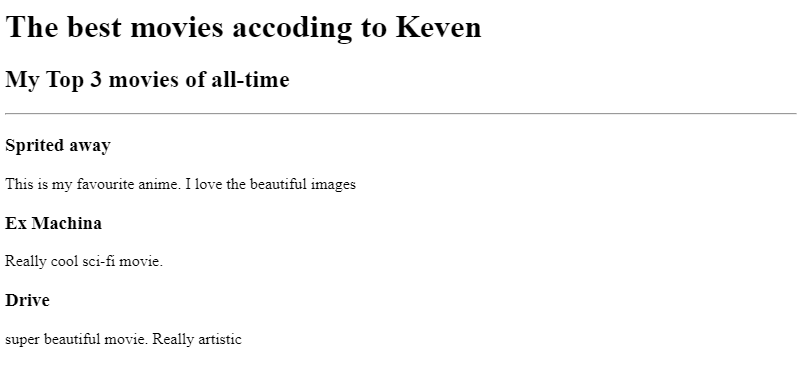 The best movies accoding to Keven
My Top 3 movies of all-time
Sprited away
This is my favourite anime. I love the beautiful images
Ex Machina
Really cool sci-fi movie.
Drive
super beautiful movie. Really artistic